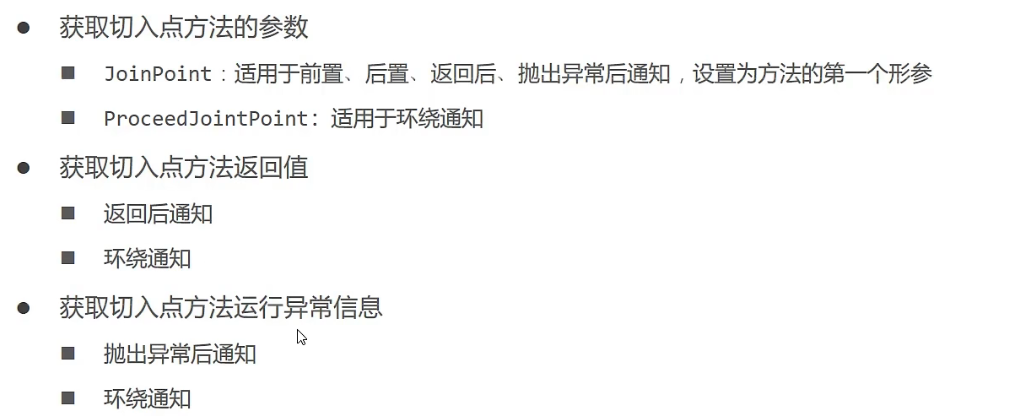 获取切入点方法的参数
JoinPoint：适用于前置、后置、返回后、抛出异常后通知，设置为方法的第一个形参
ProceedJointPoint：适用于环绕通知
获取切入点方法返回值
返回后通知
环绕通知
获取切入点方法运行异常信息
抛出异常后通知
环绕通知